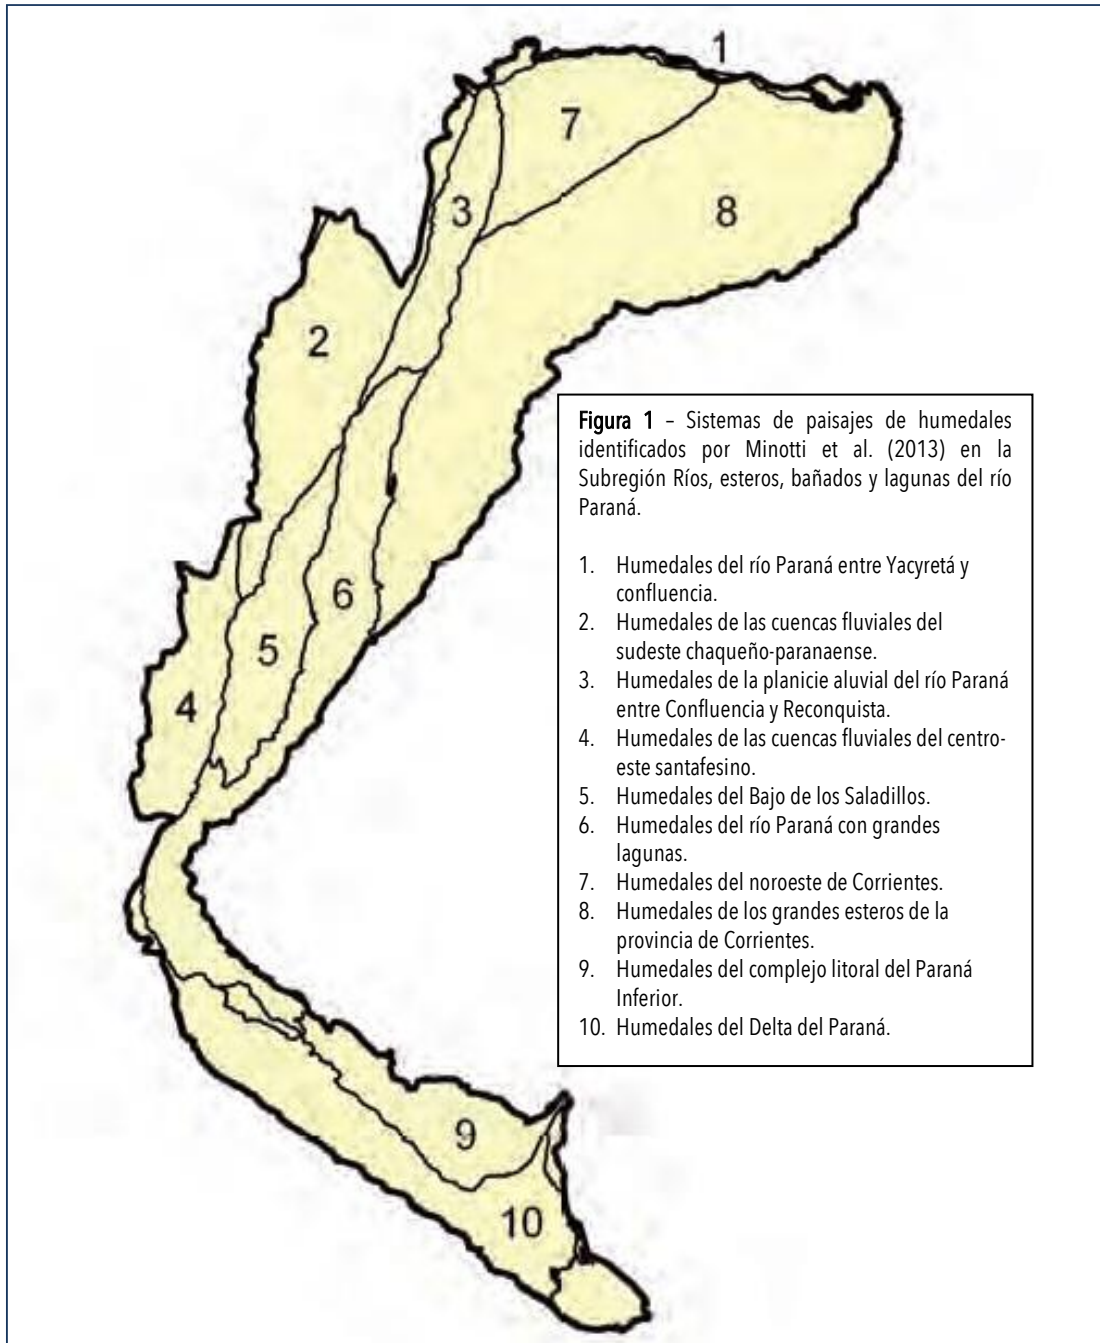 1
7
3
8
2
6
5
4
9
10
Figura 1 – Sistemas de paisajes de humedales
identificados por Minotti et al. (2013) en la
Subregión Ríos, esteros, bañados y lagunas del río
Paraná.
1. Humedales del río Paraná entre Yacyretá y
confluencia.
2. Humedales de las cuencas fluviales del
sudeste chaqueño-paranaense.
3. Humedales de la planicie aluvial del río Paraná
entre Confluencia y Reconquista.
4. Humedales de las cuencas fluviales del centro-
este santafesino.
5. Humedales del Bajo de los Saladillos.
6. Humedales del río Paraná con grandes
lagunas.
7. Humedales del noroeste de Corrientes.
8. Humedales de los grandes esteros de la
provincia de Corrientes.
9. Humedales del complejo litoral del Paraná
Inferior.
10. Humedales del Delta del Paraná.